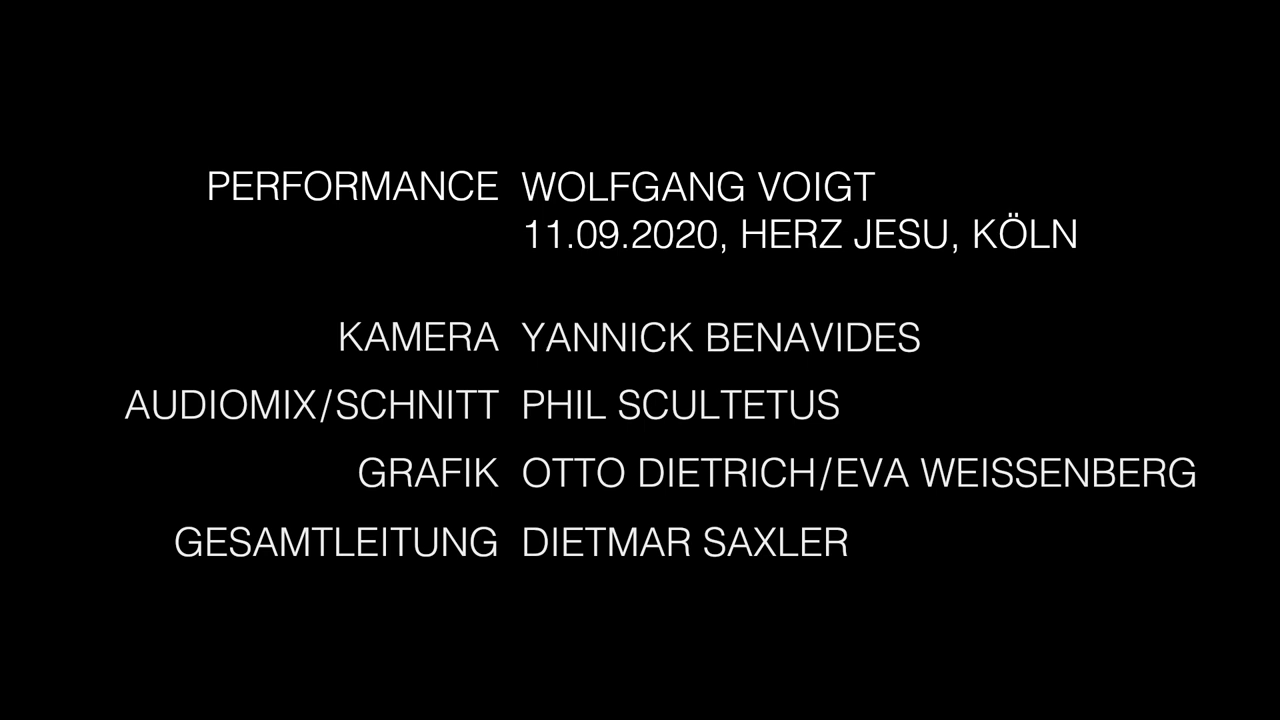 PERFORMANCE WOLFGANG VOIGT
11.09.2020, HERZ JESU, KÖLN
KAMERA YANNICK BENAVIDES
AUDIOMIX/SCHNITT PHIL SCULTETUS
GRAFIK OTTO DIETRICH/EVA WEISSENBERG
GESAMTLEITUNG DIETMAR SAXLER